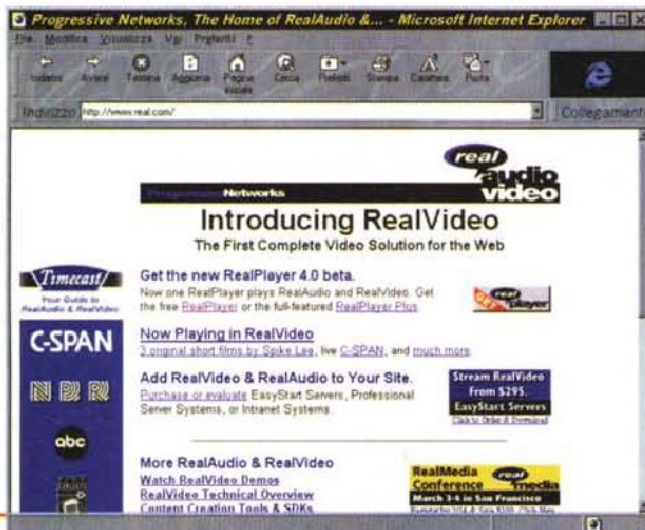 Progressive Networks, The Home of RealAudio &... - Microsoft Internet Explorer
File Modifica Visualizza Vai Preferiti ?
Indietro Avanti Termina Aggiorna Pagina iniziale Cerca Preferiti Stampa Carattere Posta
Indirizzo http://www.real.com/ Collegamenti
real
audio
video
Progressive Networks
Introducing RealVideo
The First Complete Video Solution for the Web
Timecast
Your Guide to
RealAudio & RealVideo
C-SPAN
NPR
abc
Get the new RealPlayer 4.0 beta.
Now one RealPlayer plays RealAudio and RealVideo. Get
the free RealPlayer or the full-featured RealPlayer Plus.
GET real player
Now Playing in RealVideo
3 original short films by Spike Lee, live C-SPAN, and much more.
Add RealVideo & RealAudio to Your Site.
Purchase or evaluate EasyStart Servers, Professional
Server Systems, or Intranet Systems.
Stream RealVideo
From $295.
EasyStart Servers
Click to Order & Download
More RealAudio & RealVideo
Watch RealVideo Demos
RealVideo Technical Overview
Content Creation Tools & SDKs
RealMedia
Conference
real media
March 3-4 in San Francisco